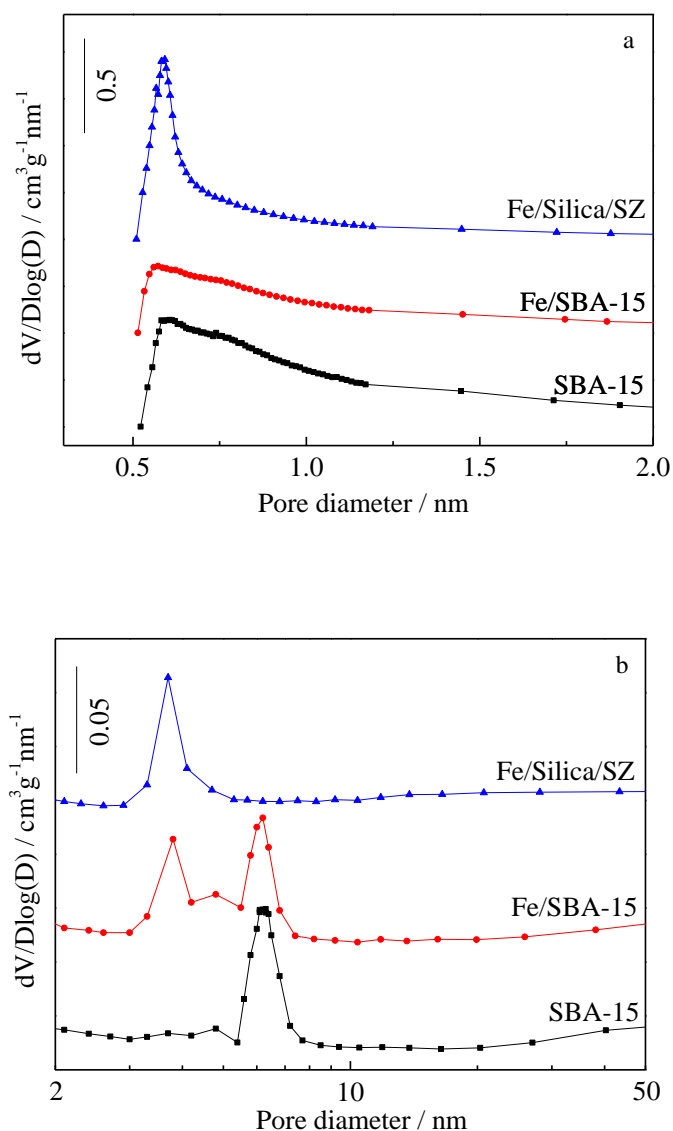 a
0.5
dV/Dlog(D) / cm³g⁻¹nm⁻¹
Fe/Silica/SZ
Fe/SBA-15
SBA-15
0.5 1.0 1.5 2.0
Pore diameter / nm
b
0.05
dV/Dlog(D) / cm³g⁻¹nm⁻¹
Fe/Silica/SZ
Fe/SBA-15
SBA-15
2 10 50
Pore diameter / nm